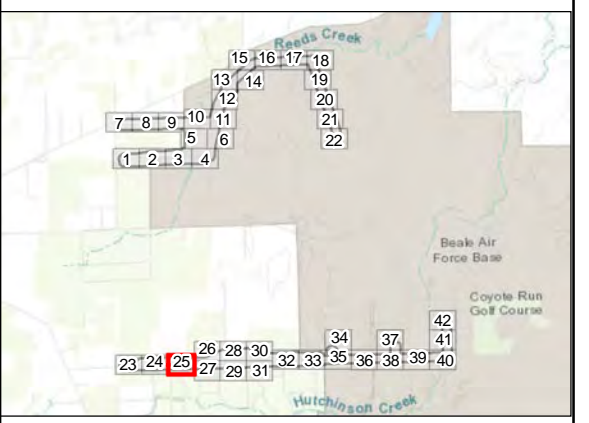 Reeds Creek
15 16 17 18
13 14 19
12 20
7 8 9 10 11 21
5 6 22
1 2 3 4
Beale Air
Force Base
Coyote Run
Golf Course
42
34 37 41
26 28 30
23 24 25 27 29 31 32 33 35 36 38 39 40
Hutchinson Creek